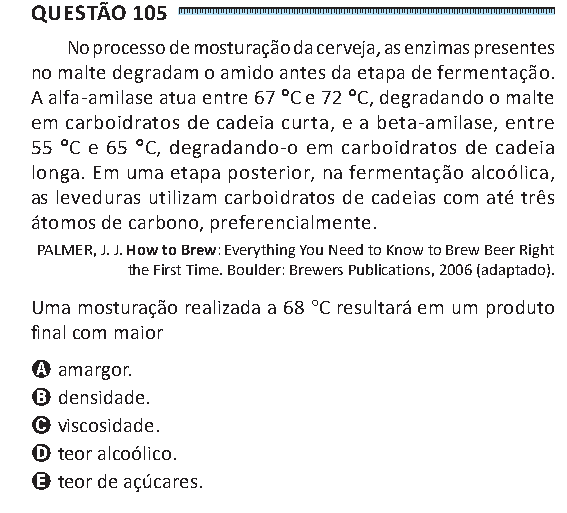 QUESTÃO 105
No processo de mosturação da cerveja, as enzimas presentes
no malte degradam o amido antes da etapa de fermentação.
A alfa-amilase atua entre 67 °C e 72 °C, degradando o malte
em carboidratos de cadeia curta, e a beta-amilase, entre
55 °C e 65 °C, degradando-o em carboidratos de cadeia
longa. Em uma etapa posterior, na fermentação alcoólica,
as leveduras utilizam carboidratos de cadeias com até três
átomos de carbono, preferencialmente.
PALMER, J. J. How to Brew: Everything You Need to Know to Brew Beer Right
the First Time. Boulder: Brewers Publications, 2006 (adaptado).
Uma mosturação realizada a 68 °C resultará em um produto
final com maior
A amargor.
B densidade.
C viscosidade.
D teor alcoólico.
E teor de açúcares.